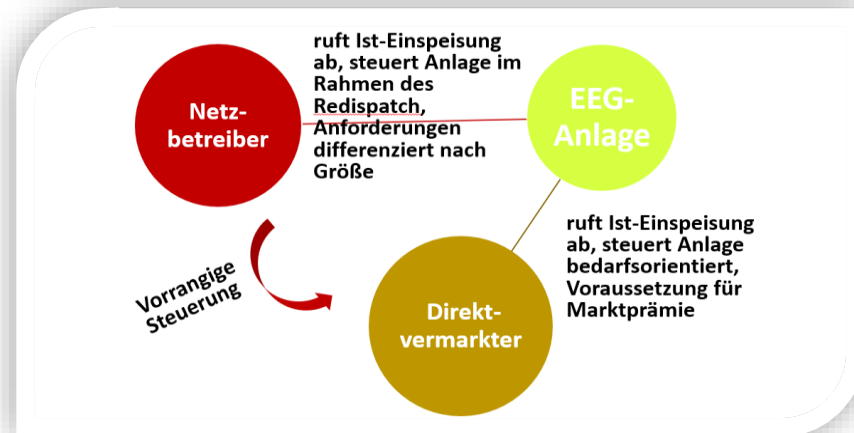 ruft Ist-Einspeisung
ab, steuert Anlage im
Rahmen des
Redispatch,
Anforderungen
differenziert nach
Größe
Netz-
betreiber
EEG-
Anlage
ruft Ist-Einspeisung
ab, steuert Anlage
bedarfsorientiert,
Voraussetzung für
Marktprämie
Vorrangige
Steuerung
Direkt-
vermarkter